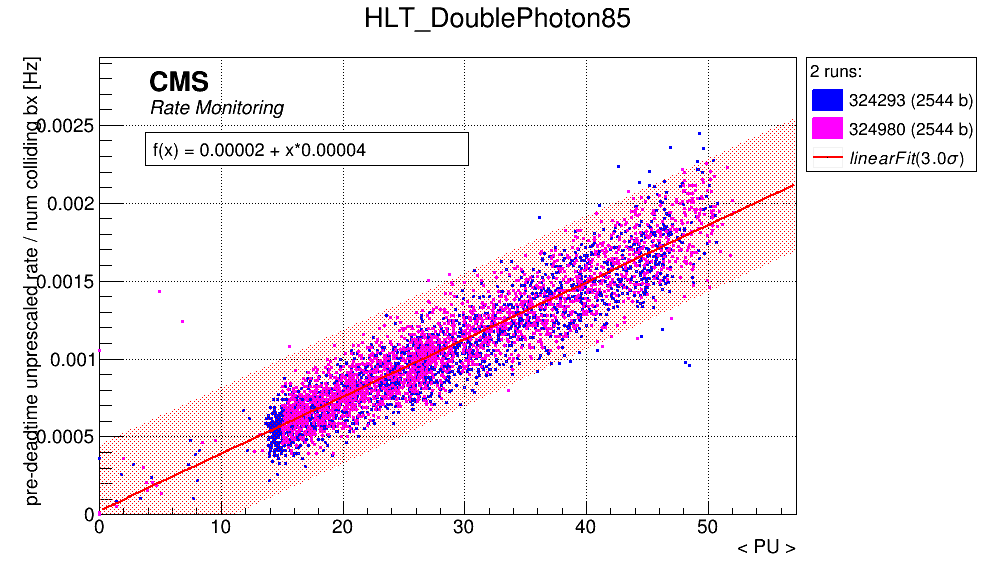 HLT_DoublePhoton85
pre-deadtime unprescaled rate / num colliding bx [Hz]
CMS
Rate Monitoring
f(x) = 0.00002 + x*0.00004
0.0025
0.002
0.0015
0.001
0.0005
0
0 10 20 30 40 50
< PU >
2 runs:
324293 (2544 b)
324980 (2544 b)
linearFit(3.0σ)